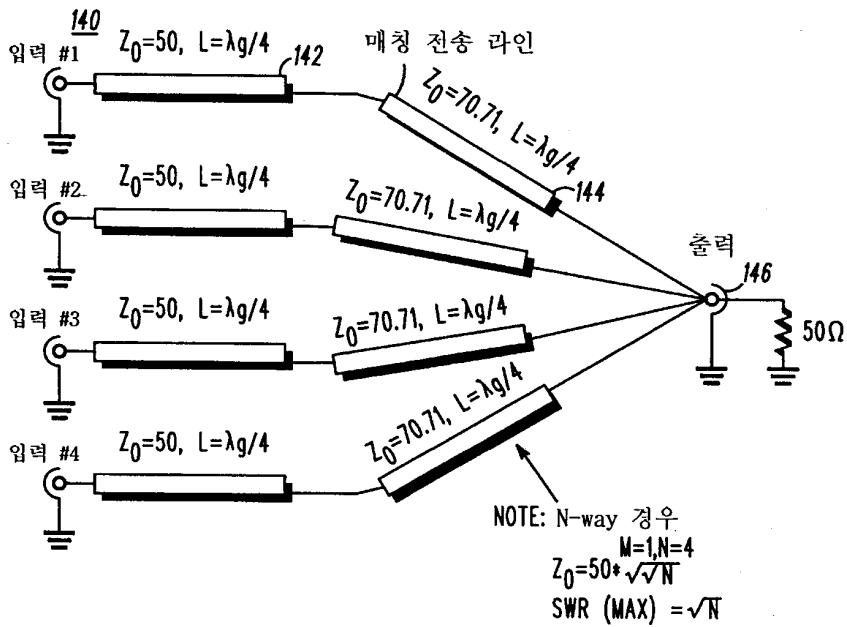 140
입력 #1
Z0=50, L=λg/4
142
매칭 전송 라인
Z0=70.71, L=λg/4
144
입력 #2
Z0=50, L=λg/4
Z0=70.71, L=λg/4
출력
146
입력 #3
Z0=50, L=λg/4
Z0=70.71, L=λg/4
50Ω
입력 #4
Z0=50, L=λg/4
Z0=70.71, L=λg/4
NOTE: N-way 경우
M=1,N=4
Z0=50*√√N
SWR (MAX) =√N